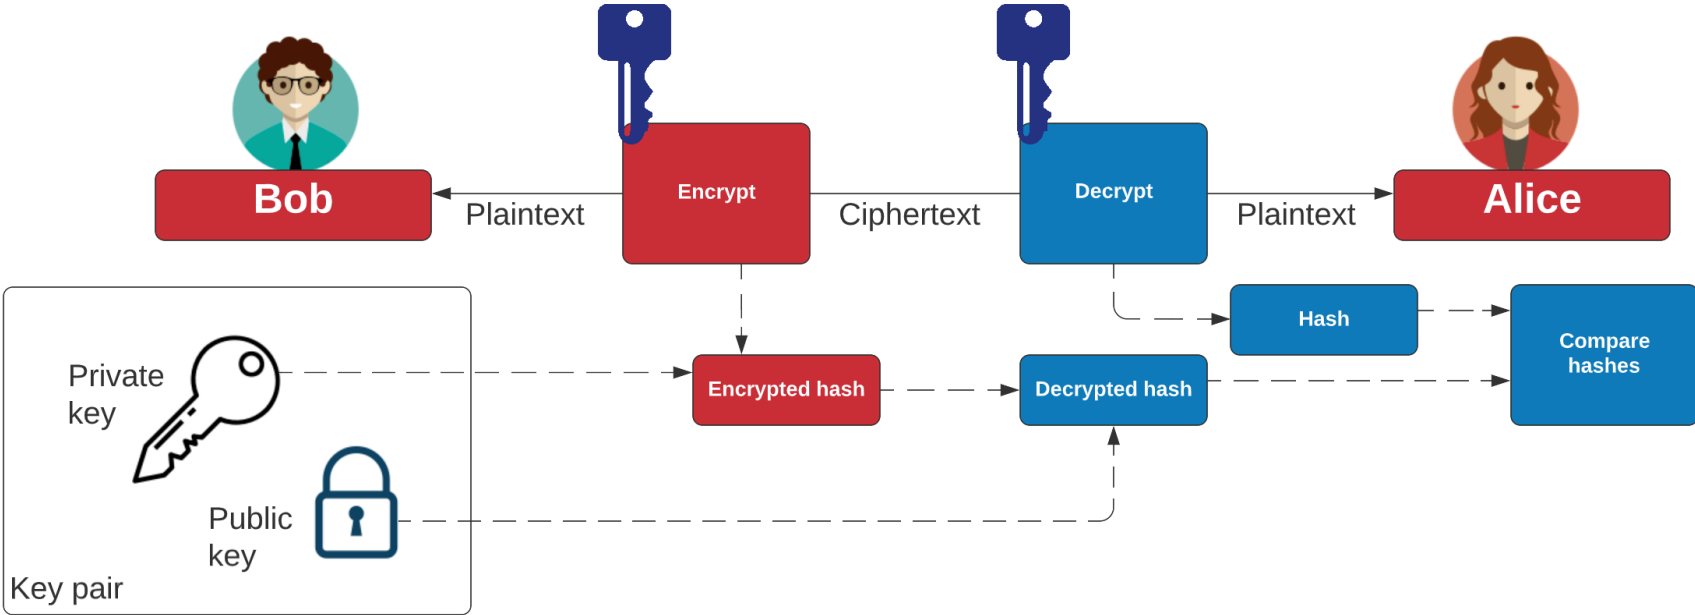 Bob
Plaintext
Encrypt
Ciphertext
Decrypt
Plaintext
Alice
Hash
Compare
hashes
Private
key
Encrypted hash
Decrypted hash
Public
key
Key pair